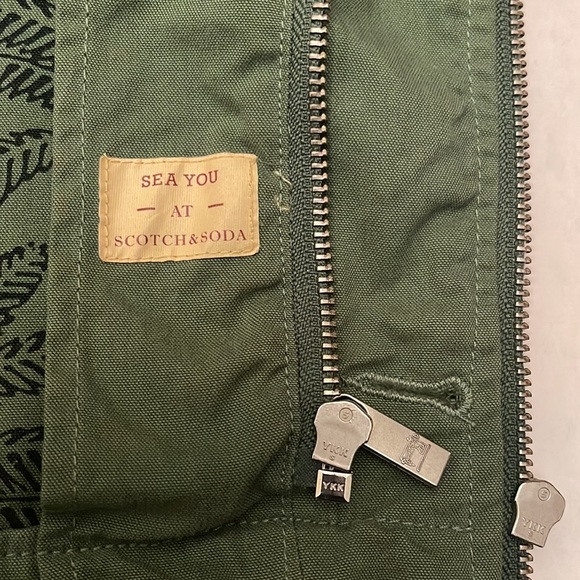 SEA YOU
— AT —
SCOTCH&SODA
YKK
YKK
YKK